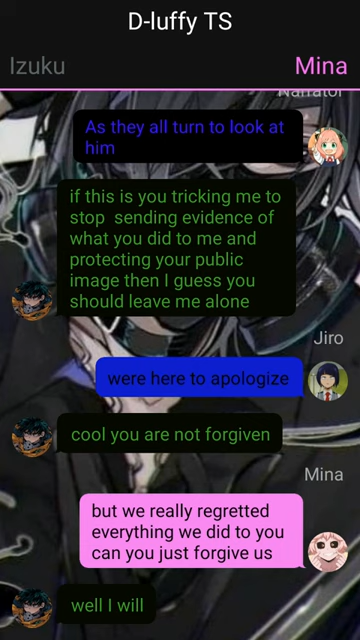 D-luffy TS
Izuku
Mina
Narrator
As they all turn to look at
him
if this is you tricking me to
stop sending evidence of
what you did to me and
protecting your public
image then I guess you
should leave me alone
Jiro
were here to apologize
cool you are not forgiven
Mina
but we really regretted
everything we did to you
can you just forgive us
well I will